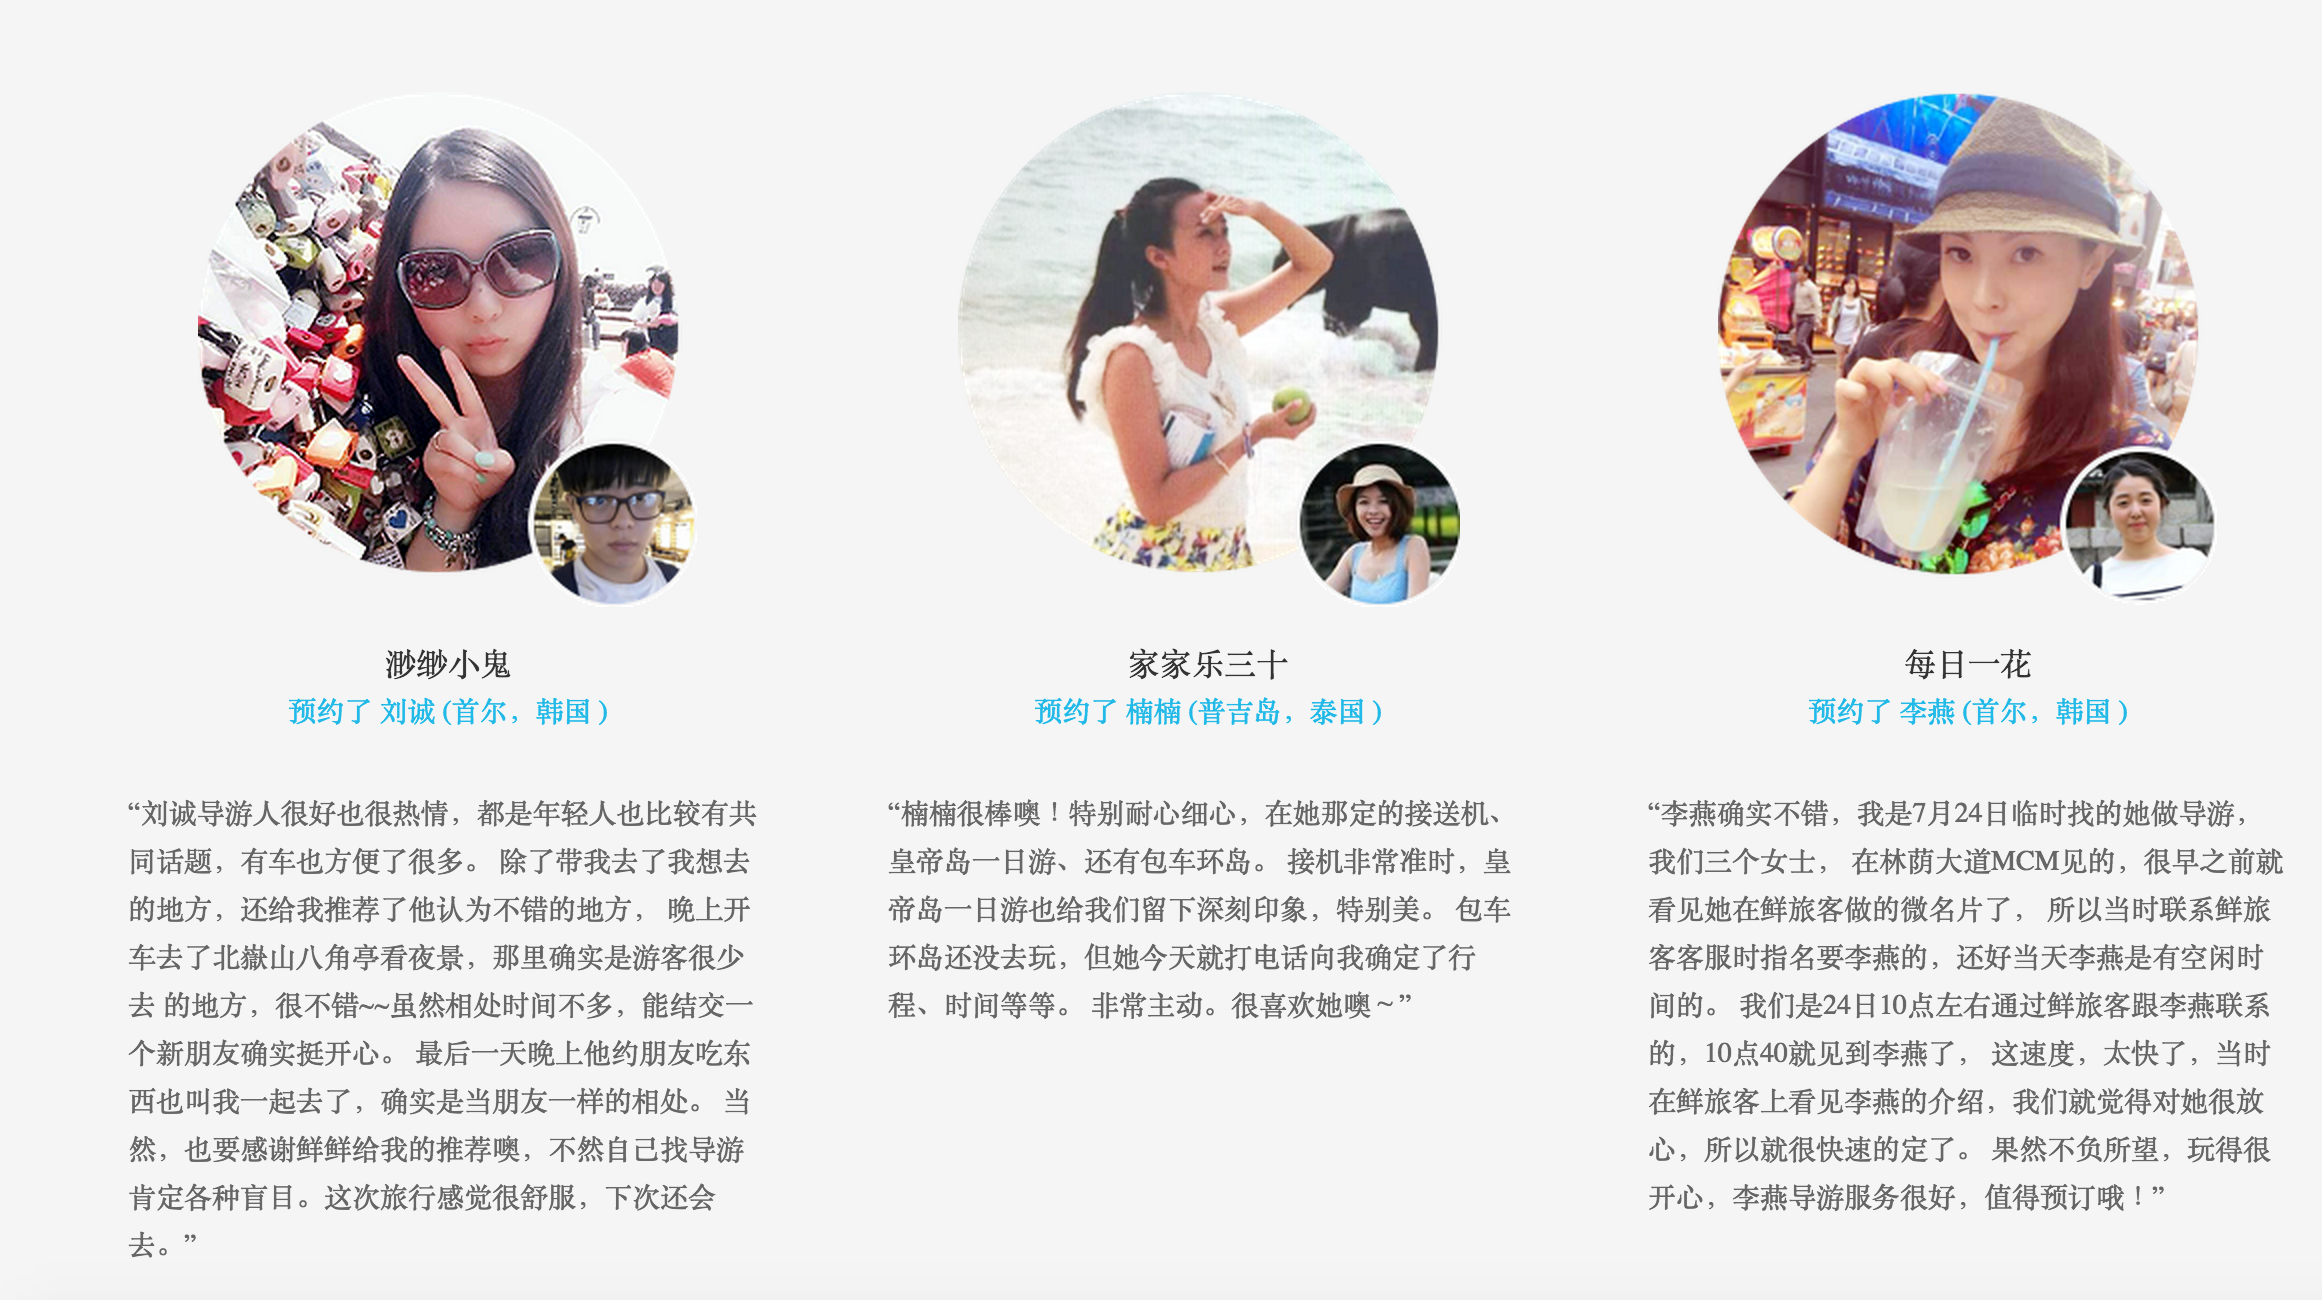 渺缈小鬼
预约了 刘诚 (首尔，韩国 )
“刘诚导游人很好也很热情，都是年轻人也比较有共
同话题，有车也方便了很多。 除了带我去了我想去
的地方，还给我推荐了他认为不错的地方， 晚上开
车去了北嶽山八角亭看夜景，那里确实是游客很少
去 的地方，很不错~~虽然相处时间不多，能结交一
个新朋友确实挺开心。 最后一天晚上他约朋友吃东
西也叫我一起去了，确实是当朋友一样的相处。 当
然，也要感谢鲜鲜给我的推荐噢，不然自己找导游
肯定各种盲目。这次旅行感觉很舒服，下次还会
去。”
家家乐三十
预约了 楠楠 (普吉岛，泰国 )
“楠楠很棒噢！特别耐心细心，在她那定的接送机、
皇帝岛一日游、还有包车环岛。 接机非常准时，皇
帝岛一日游也给我们留下深刻印象，特别美。 包车
环岛还没去玩，但她今天就打电话向我确定了行
程、时间等等。 非常主动。很喜欢她噢～”
每日一花
预约了 李燕 (首尔，韩国 )
“李燕确实不错，我是7月24日临时找的她做导游，
我们三个女士， 在林荫大道MCM见的，很早之前就
看见她在鲜旅客做的微名片了， 所以当时联系鲜旅
客客服时指名要李燕的，还好当天李燕是有空闲时
间的。 我们是24日10点左右通过鲜旅客跟李燕联系
的，10点40就见到李燕了， 这速度，太快了，当时
在鲜旅客上看见李燕的介绍，我们就觉得对她很放
心，所以就很快速的定了。 果然不负所望，玩得很
开心，李燕导游服务很好，值得预订哦！”